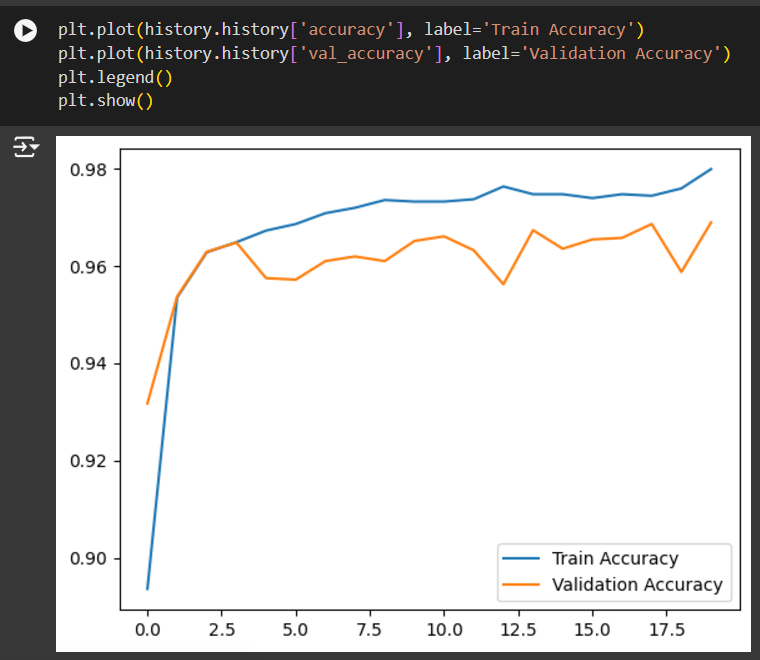 plt.plot(history.history['accuracy'], label='Train Accuracy')
plt.plot(history.history['val_accuracy'], label='Validation Accuracy')
plt.legend()
plt.show()
0.98
0.96
0.94
0.92
0.90
Train Accuracy
Validation Accuracy
0.0 2.5 5.0 7.5 10.0 12.5 15.0 17.5